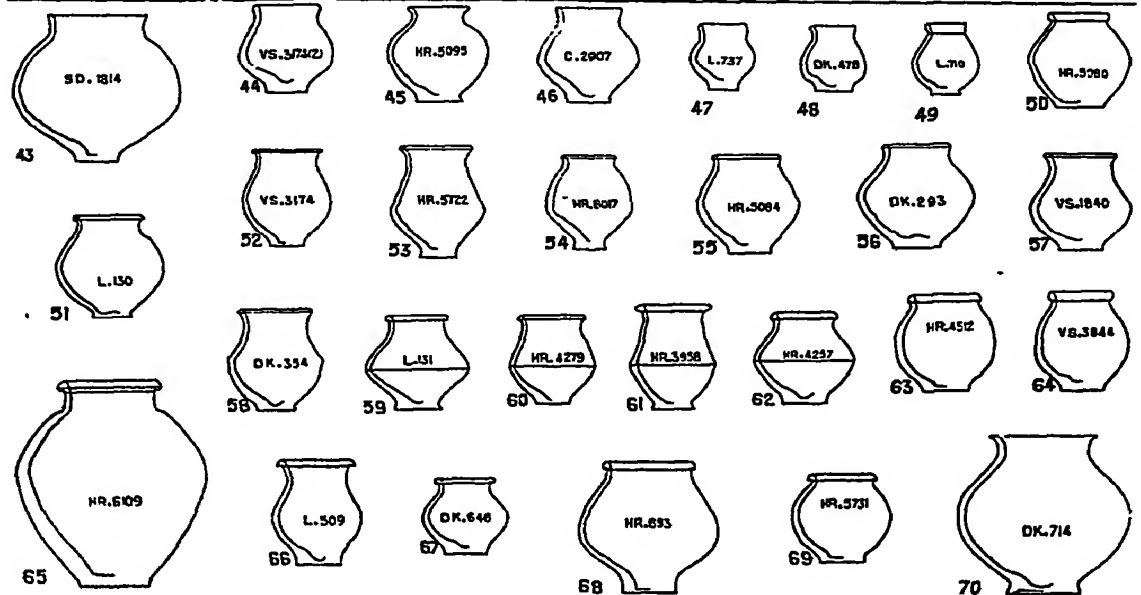 SD.1814
43
VS.3173(2)
44
HR.5095
45
C.2907
46
L.737
47
DK.478
48
L.710
49
HR.5080
50
L.130
51
VS.3174
52
HR.5722
53
HR.6017
54
HR.5084
55
DK.293
56
VS.1840
57
DK.354
58
L.131
59
HR.4279
60
HR.3958
61
HR.4257
62
HR.4512
63
VS.3844
64
HR.6109
65
L.509
66
DK.646
67
HR.893
68
HR.5731
69
DK.714
70